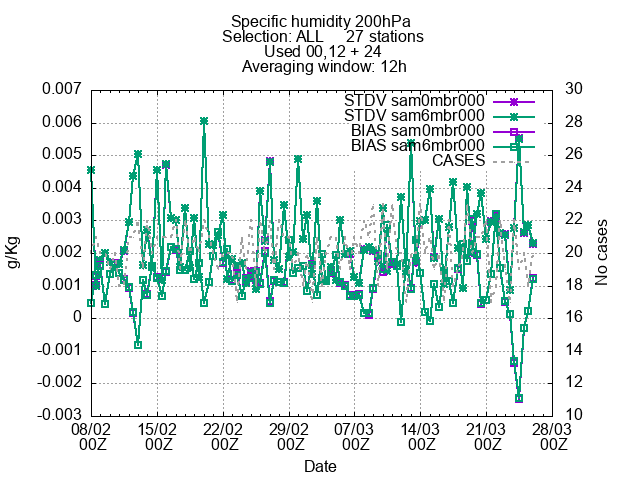 Specific humidity 200hPa
Selection: ALL 27 stations
Used 00,12 + 24
Averaging window: 12h
0.007
0.006
0.005
0.004
0.003
0.002
0.001
0
-0.001
-0.002
-0.003
g/Kg
STDV sam0mbr000
STDV sam6mbr000
BIAS sam0mbr000
BIAS sam6mbr000
CASES
30
28
26
24
22
20
18
16
14
12
10
No cases
08/02 15/02 22/02 29/02 07/03 14/03 21/03 28/03
00Z 00Z 00Z 00Z 00Z 00Z 00Z 00Z
Date